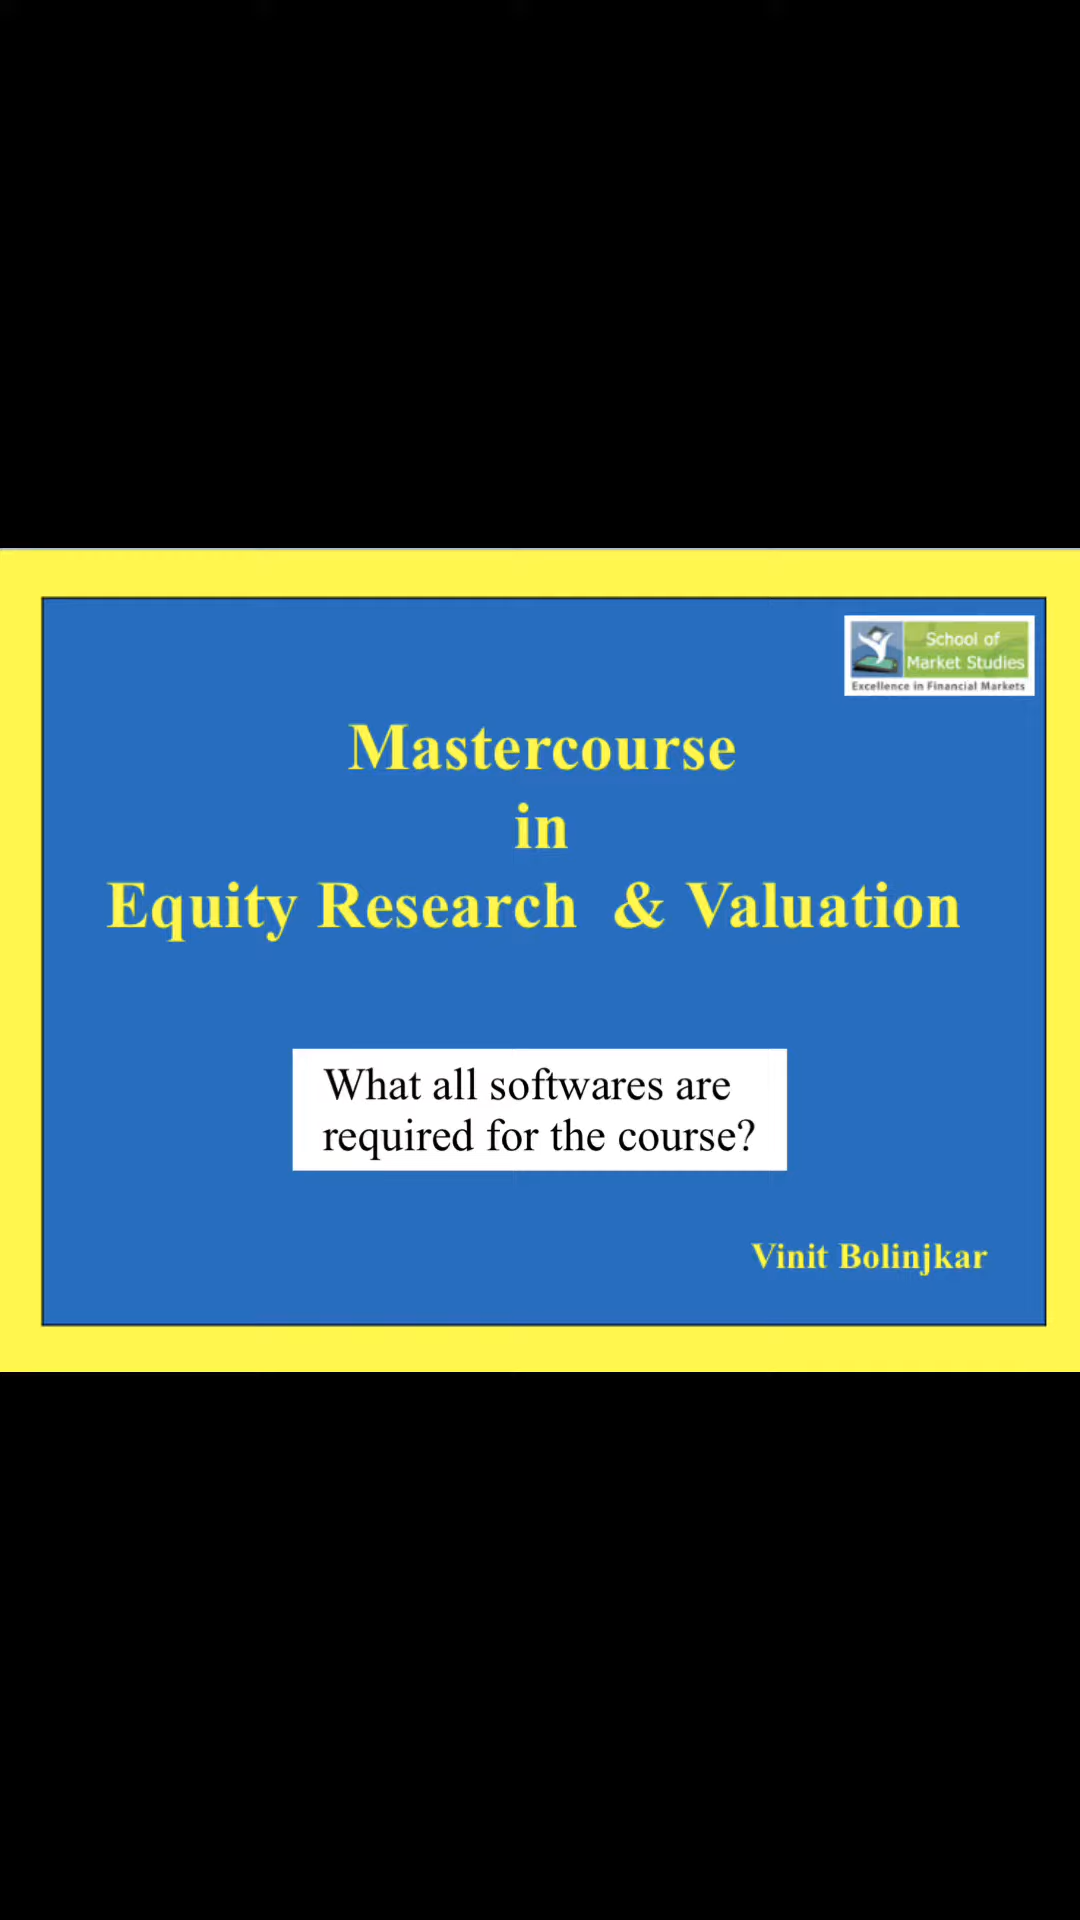 School of
Market Studies
Excellence in Financial Markets
Mastercourse
in
Equity Research & Valuation
What all softwares are
required for the course?
Vinit Bolinjkar